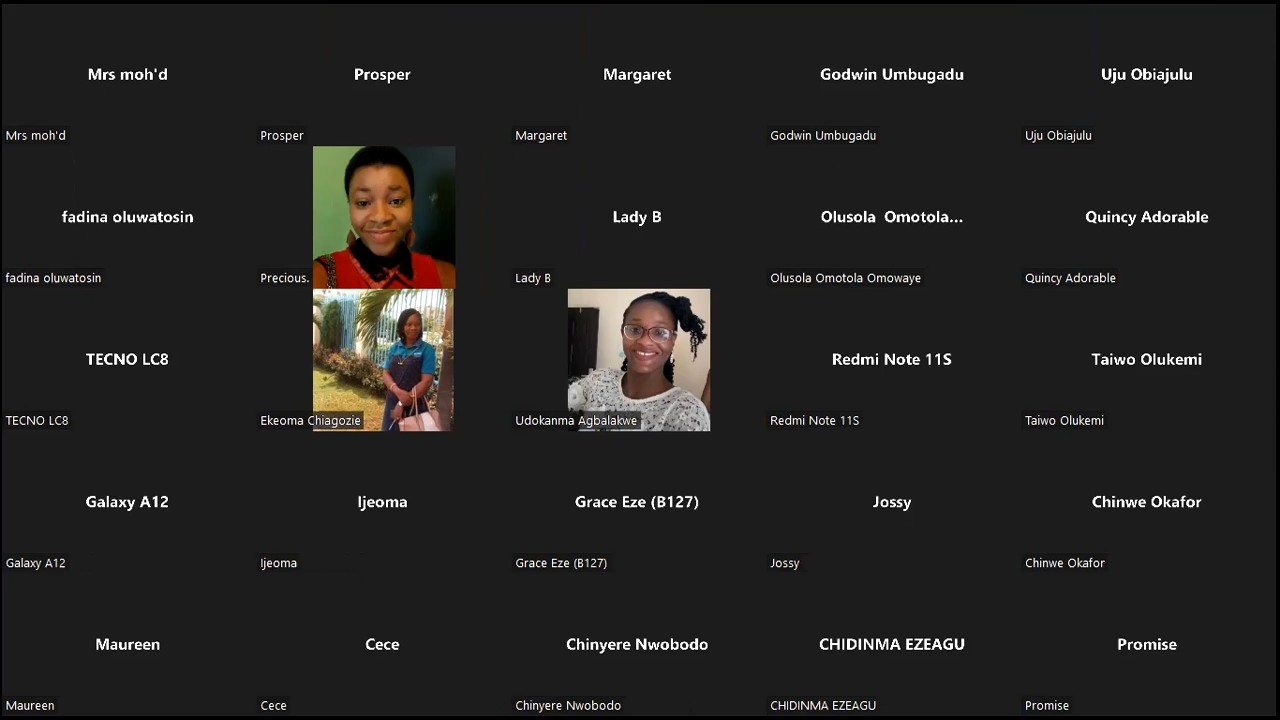 Mrs moh'd
Prosper
Margaret
Godwin Umbugadu
Uju Obiajulu
Mrs moh'd
Prosper
Margaret
Godwin Umbugadu
Uju Obiajulu
fadina oluwatosin
Lady B
Olusola Omotola...
Quincy Adorable
fadina oluwatosin
Precious.
Lady B
Olusola Omotola Omowaye
Quincy Adorable
TECNO LC8
Redmi Note 11S
Taiwo Olukemi
TECNO LC8
Ekeoma Chiagozie
Udokanma Agbalakwe
Redmi Note 11S
Taiwo Olukemi
Galaxy A12
Ijeoma
Grace Eze (B127)
Jossy
Chinwe Okafor
Galaxy A12
Ijeoma
Grace Eze (B127)
Jossy
Chinwe Okafor
Maureen
Cece
Chinyere Nwobodo
CHIDINMA EZEAGU
Promise
Maureen
Cece
Chinyere Nwobodo
CHIDINMA EZEAGU
Promise